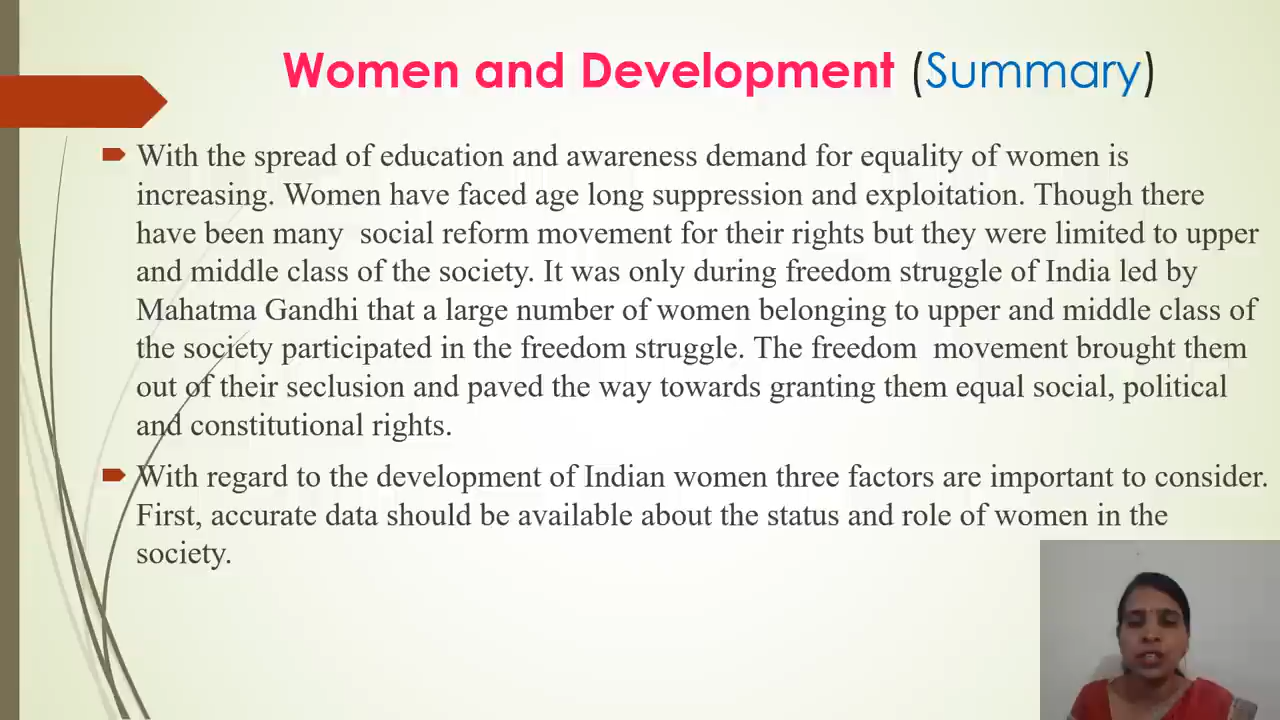 Women and Development (Summary)
With the spread of education and awareness demand for equality of women is
increasing. Women have faced age long suppression and exploitation. Though there
have been many social reform movement for their rights but they were limited to upper
and middle class of the society. It was only during freedom struggle of India led by
Mahatma Gandhi that a large number of women belonging to upper and middle class of
the society participated in the freedom struggle. The freedom movement brought them
out of their seclusion and paved the way towards granting them equal social, political
and constitutional rights.
With regard to the development of Indian women three factors are important to consider.
First, accurate data should be available about the status and role of women in the
society.